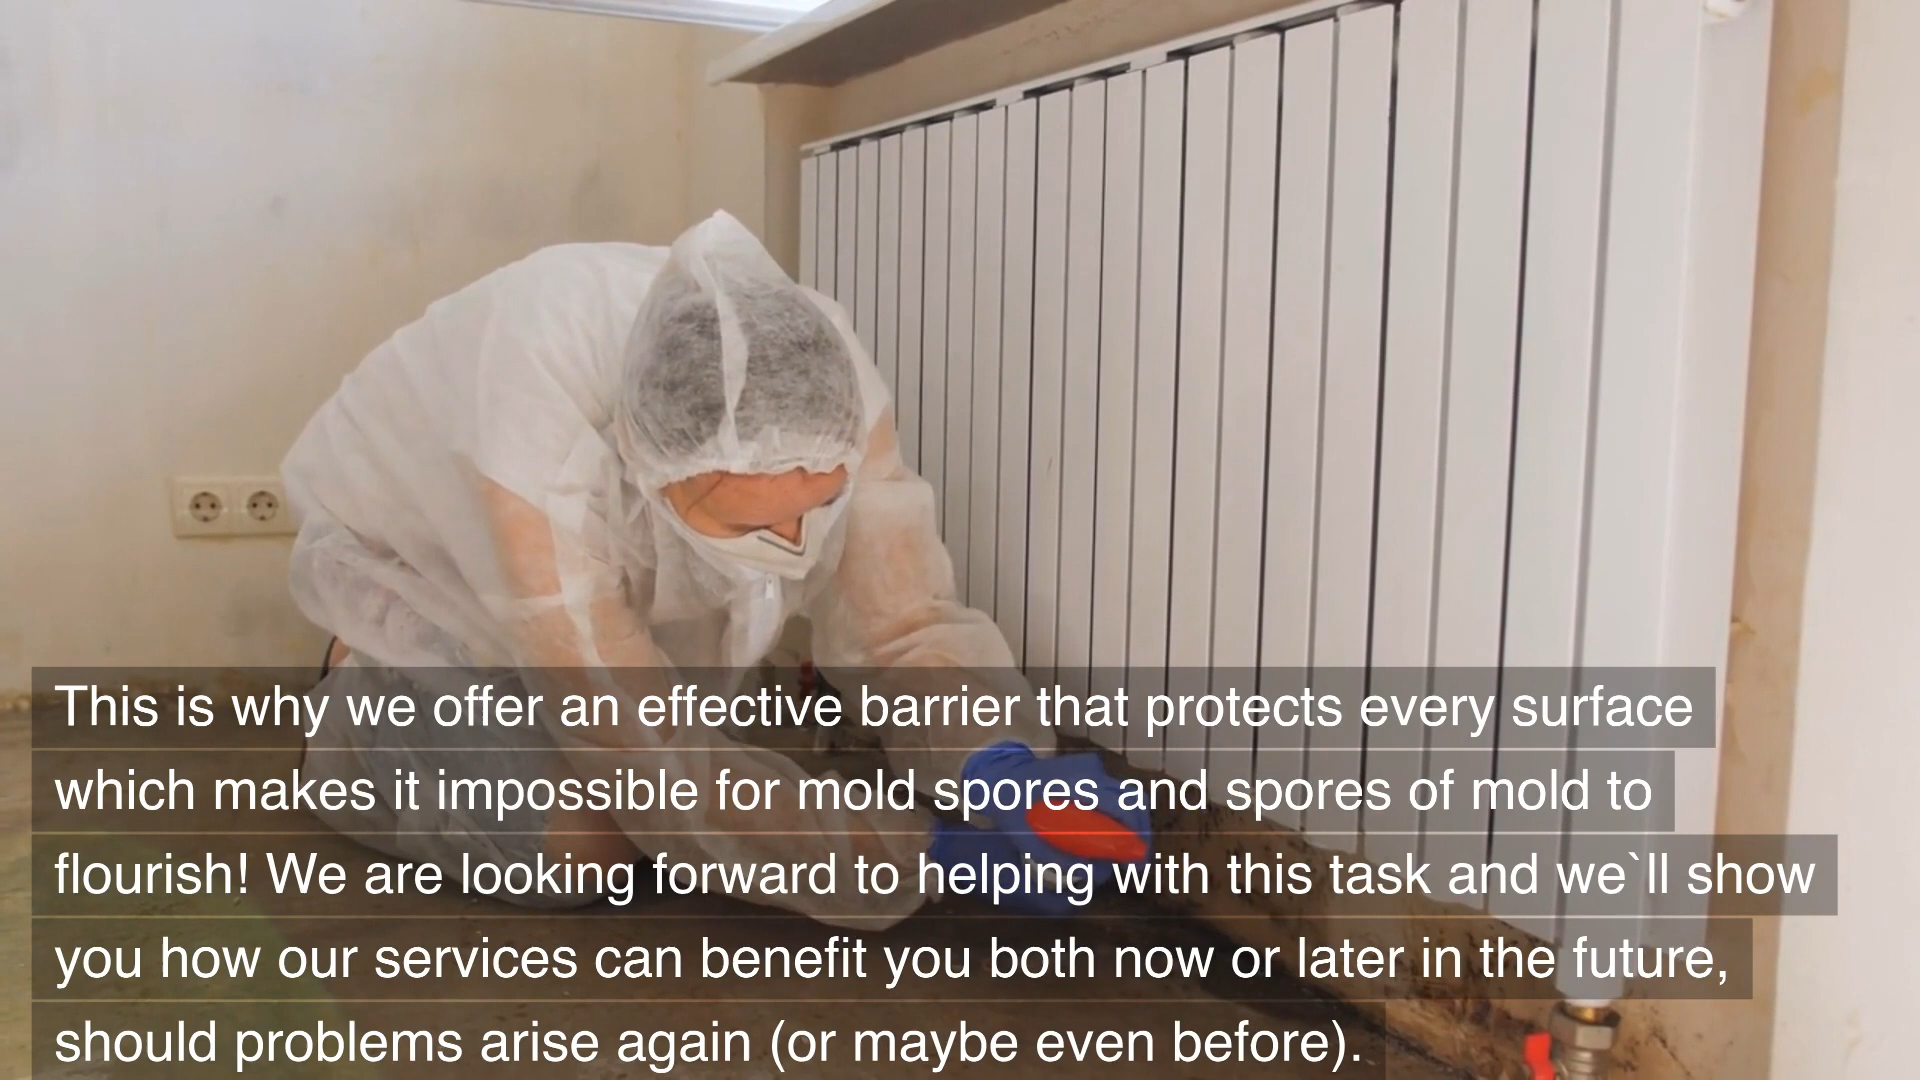 This is why we offer an effective barrier that protects every surface
which makes it impossible for mold spores and spores of mold to
flourish! We are looking forward to helping with this task and we`ll show
you how our services can benefit you both now or later in the future,
should problems arise again (or maybe even before).